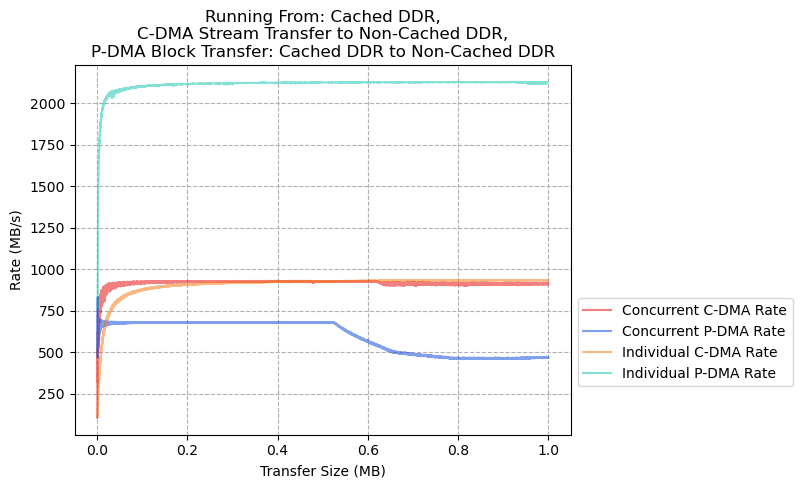 Running From: Cached DDR,
C-DMA Stream Transfer to Non-Cached DDR,
P-DMA Block Transfer: Cached DDR to Non-Cached DDR
Rate (MB/s)
2000
1750
1500
1250
1000
750
500
250
0.0 0.2 0.4 0.6 0.8 1.0
Transfer Size (MB)
Concurrent C-DMA Rate
Concurrent P-DMA Rate
Individual C-DMA Rate
Individual P-DMA Rate